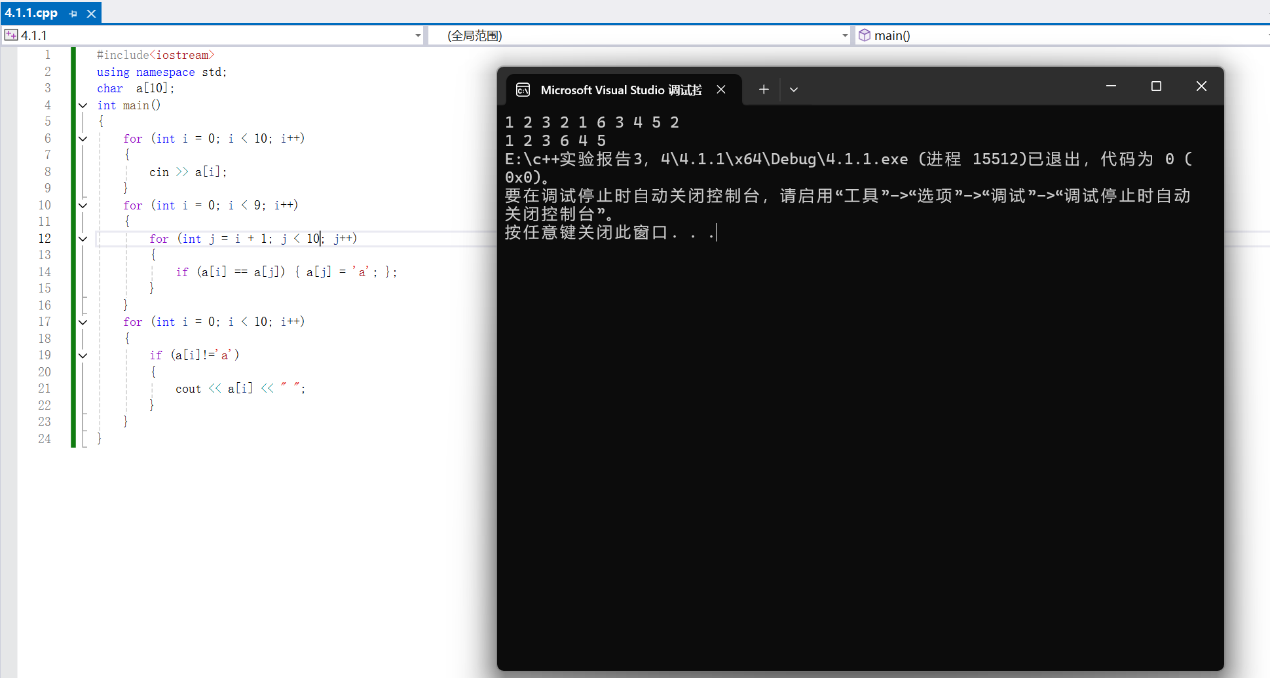 4.1.1.cpp
4.1.1
(全局范围)
main()
1 #include<iostream>
2 using namespace std;
3 char  a[10];
4 int main()
5 {
6     for (int i = 0; i < 10; i++)
7     {
8         cin >> a[i];
9     }
10     for (int i = 0; i < 9; i++)
11     {
12         for (int j = i + 1; j < 10; j++)
13         {
14             if (a[i] == a[j]) { a[j] = 'a'; };
15         }
16     }
17     for (int i = 0; i < 10; i++)
18     {
19         if (a[i]!='a')
20         {
21             cout << a[i] << " ";
22         }
23     }
24 }
Microsoft Visual Studio 调试控
1 2 3 2 1 6 3 4 5 2
1 2 3 6 4 5
E:\c++实验报告3, 4\4.1.1\x64\Debug\4.1.1.exe (进程 15512)已退出，代码为 0 (
0x0)。
要在调试停止时自动关闭控制台，请启用“工具”->“选项”->“调试”->“调试停止时自动
关闭控制台”。
按任意键关闭此窗口. . .